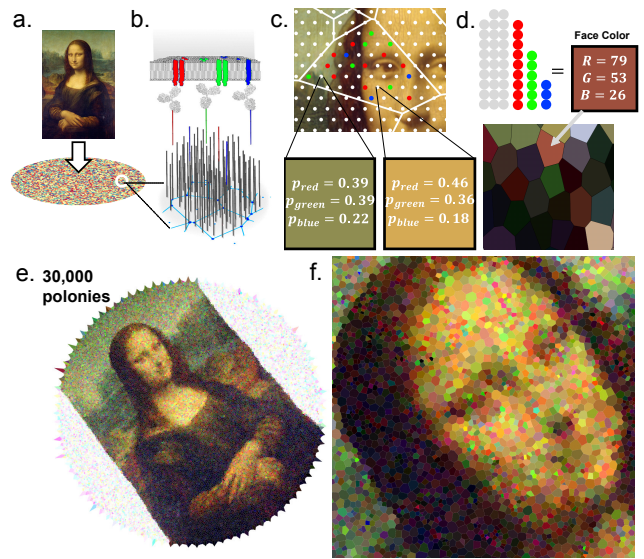 a.
b.
c.
d.
Face Color
=
R = 79
G = 53
B = 26
p_red = 0.39
p_green = 0.39
p_blue = 0.22
p_red = 0.46
p_green = 0.36
p_blue = 0.18
e.
30,000
polonies
f.